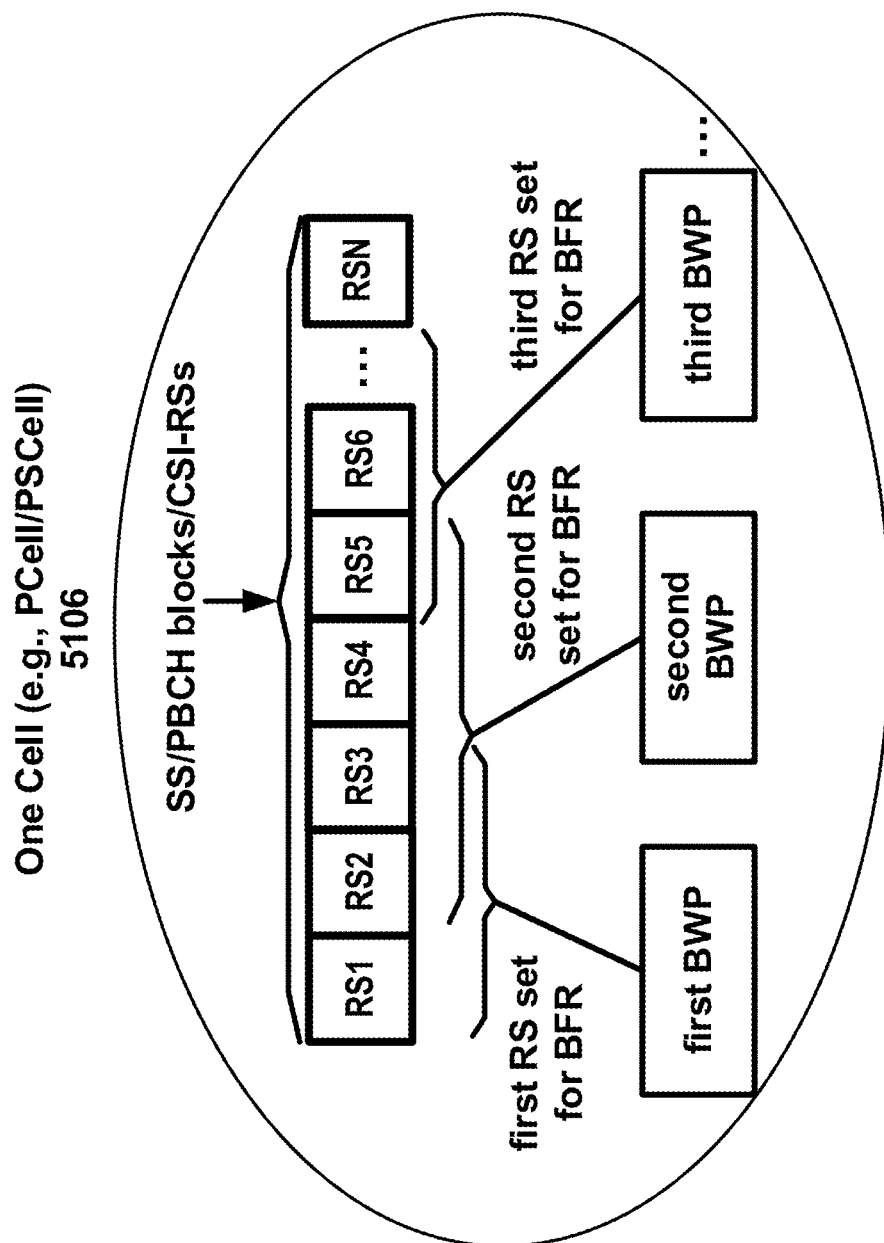 One Cell (e.g., PCell/PSCell)
5106
SS/PBCH blocks/CSI-RSs
RS1
RS2
RS3
RS4
RS5
RS6
...
RSN
first RS set
for BFR
second RS
set for BFR
third RS set
for BFR
first BWP
second
BWP
third BWP
...